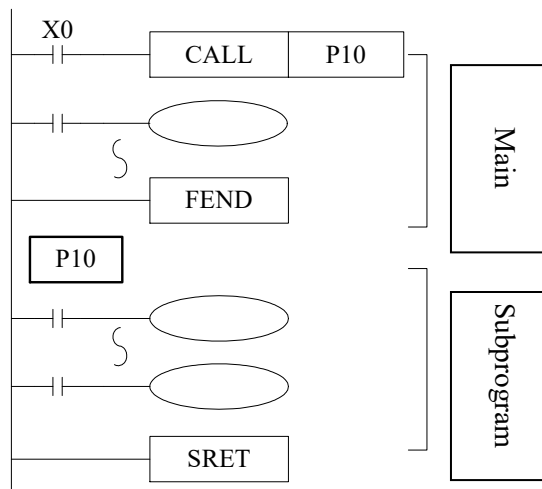 X0
CALL P10
FEND
Main
P10
Subprogram
SRET